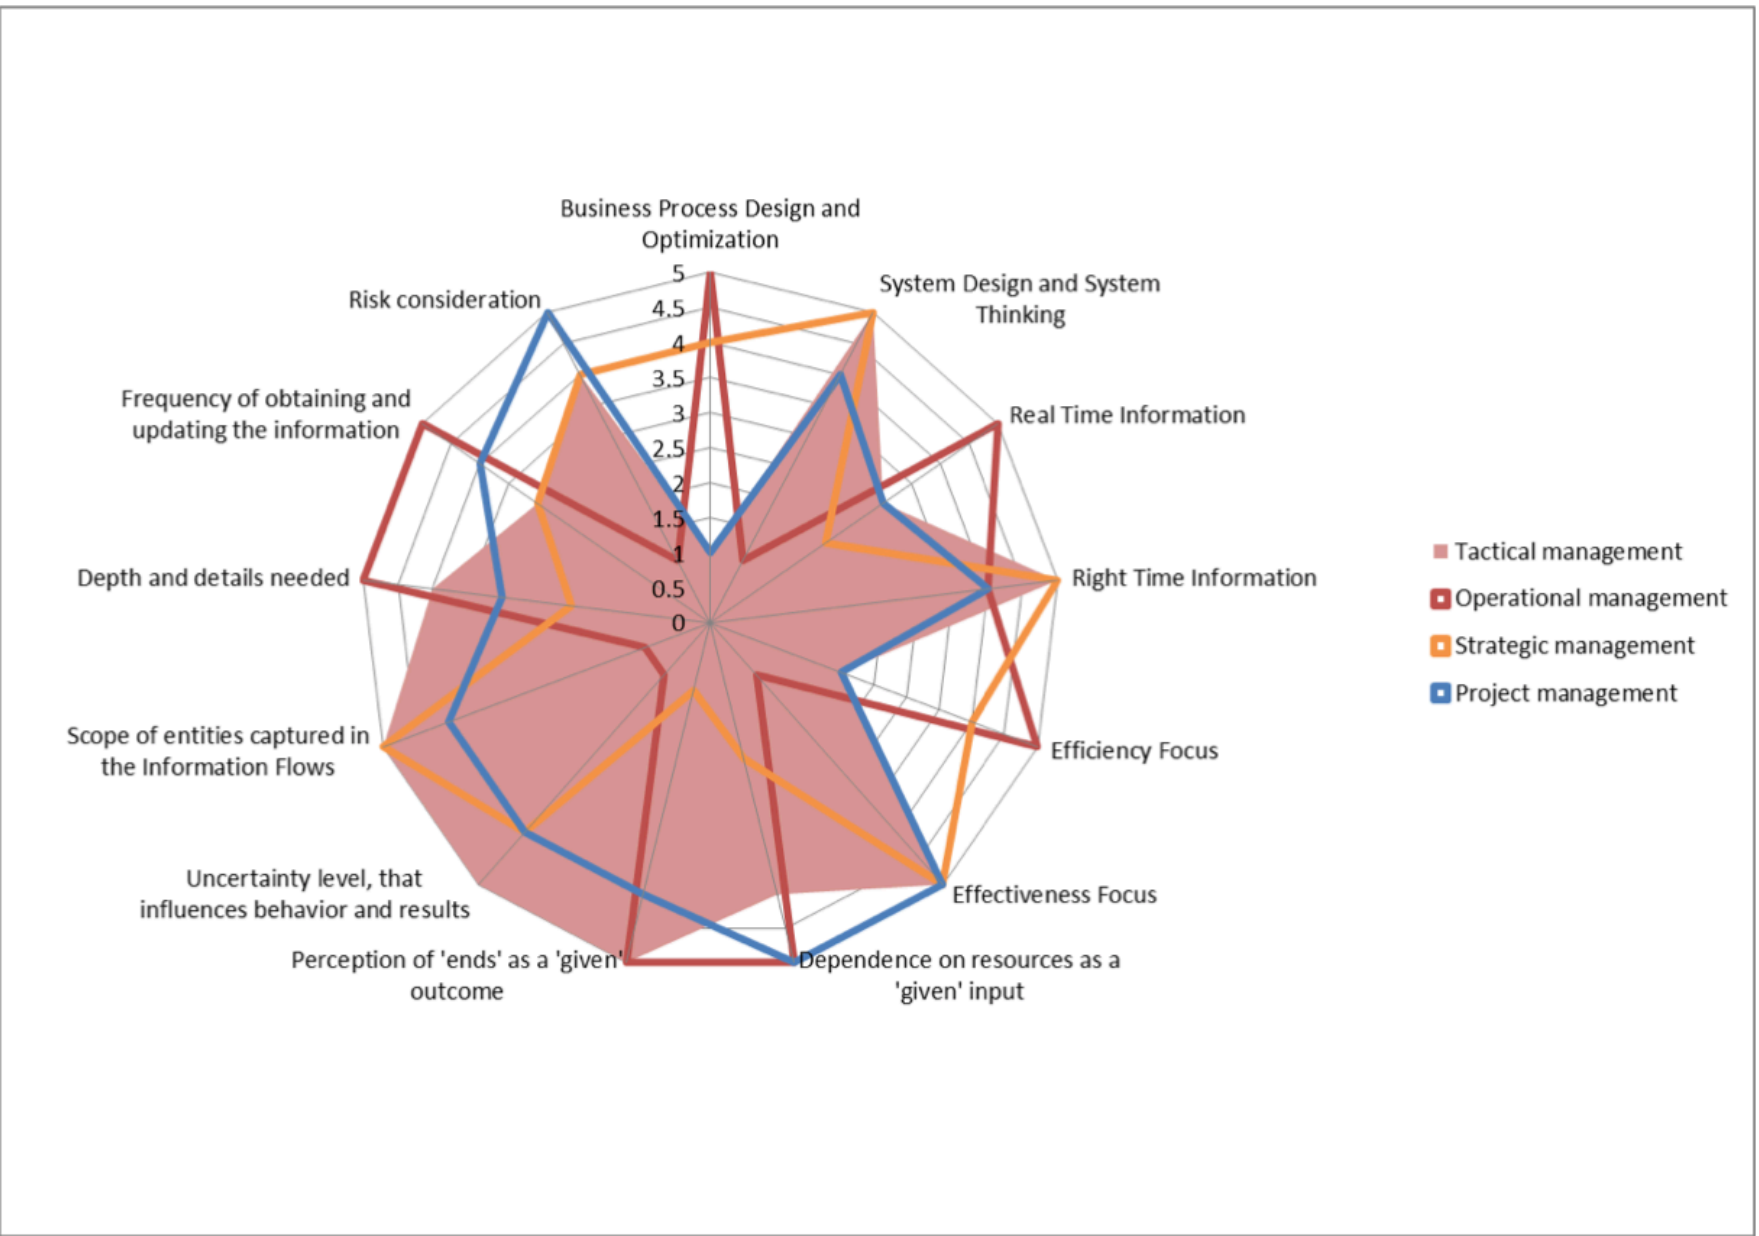 Business Process Design and
Optimization
System Design and System
Thinking
Real Time Information
Right Time Information
Efficiency Focus
Effectiveness Focus
Dependence on resources as a
'given' input
Perception of 'ends' as a 'given'
outcome
Uncertainty level, that
influences behavior and results
Scope of entities captured in
the Information Flows
Depth and details needed
Frequency of obtaining and
updating the information
Risk consideration
5
4.5
4
3.5
3
2.5
2
1.5
1
0.5
0
Tactical management
Operational management
Strategic management
Project management